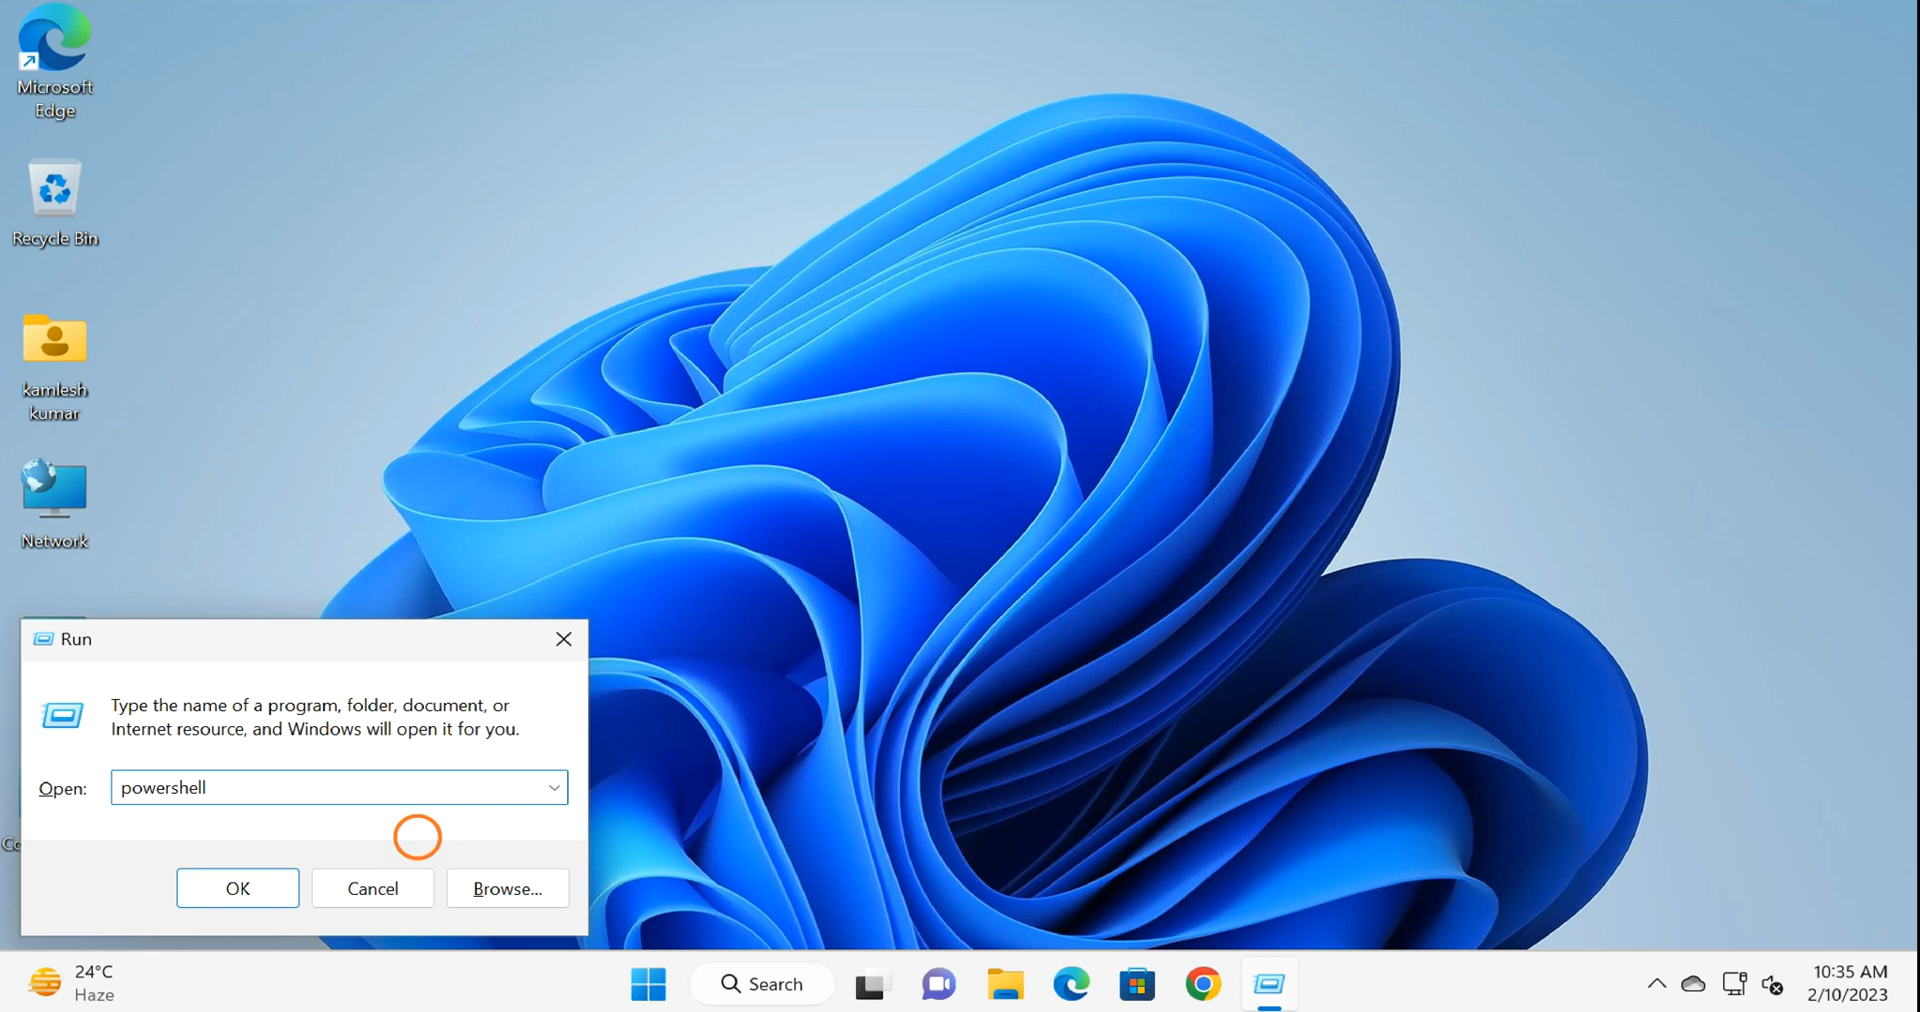 Microsoft
Edge
Recycle Bin
kamlesh
kumar
Network
Run
Type the name of a program, folder, document, or
Internet resource, and Windows will open it for you.
Open:
powershell
OK
Cancel
Browse...
24°C
Haze
Search
10:35 AM
2/10/2023